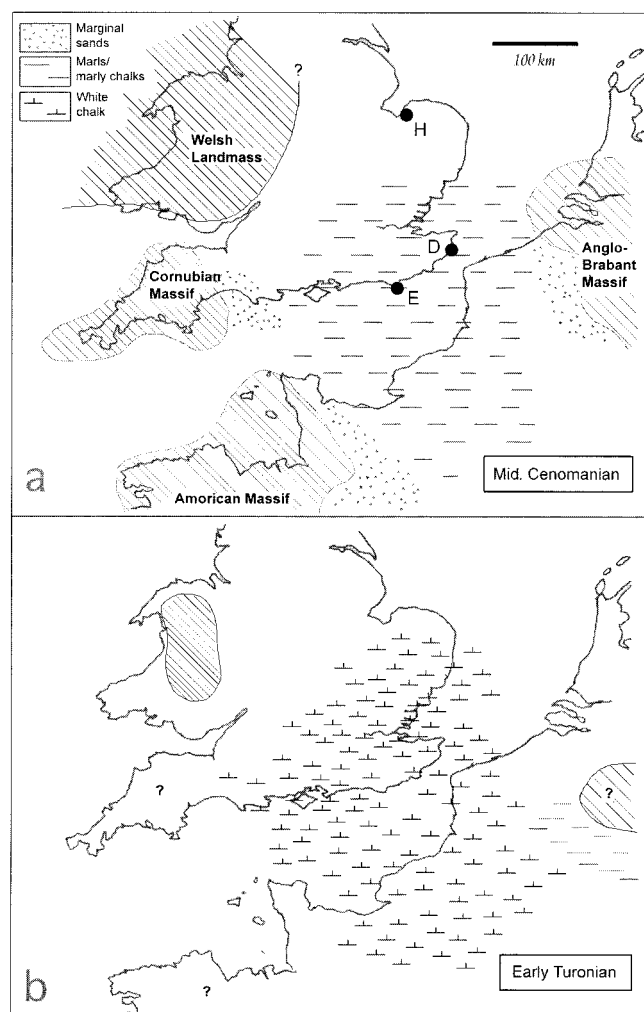 a
Marginal
sands
Marls/
marly chalks
White
chalk
100 km
?
H
Welsh
Landmass
D
Anglo-
Brabant
Massif
Cornubian
Massif
E
Amorican Massif
Mid. Cenomanian
b
?
?
?
Early Turonian